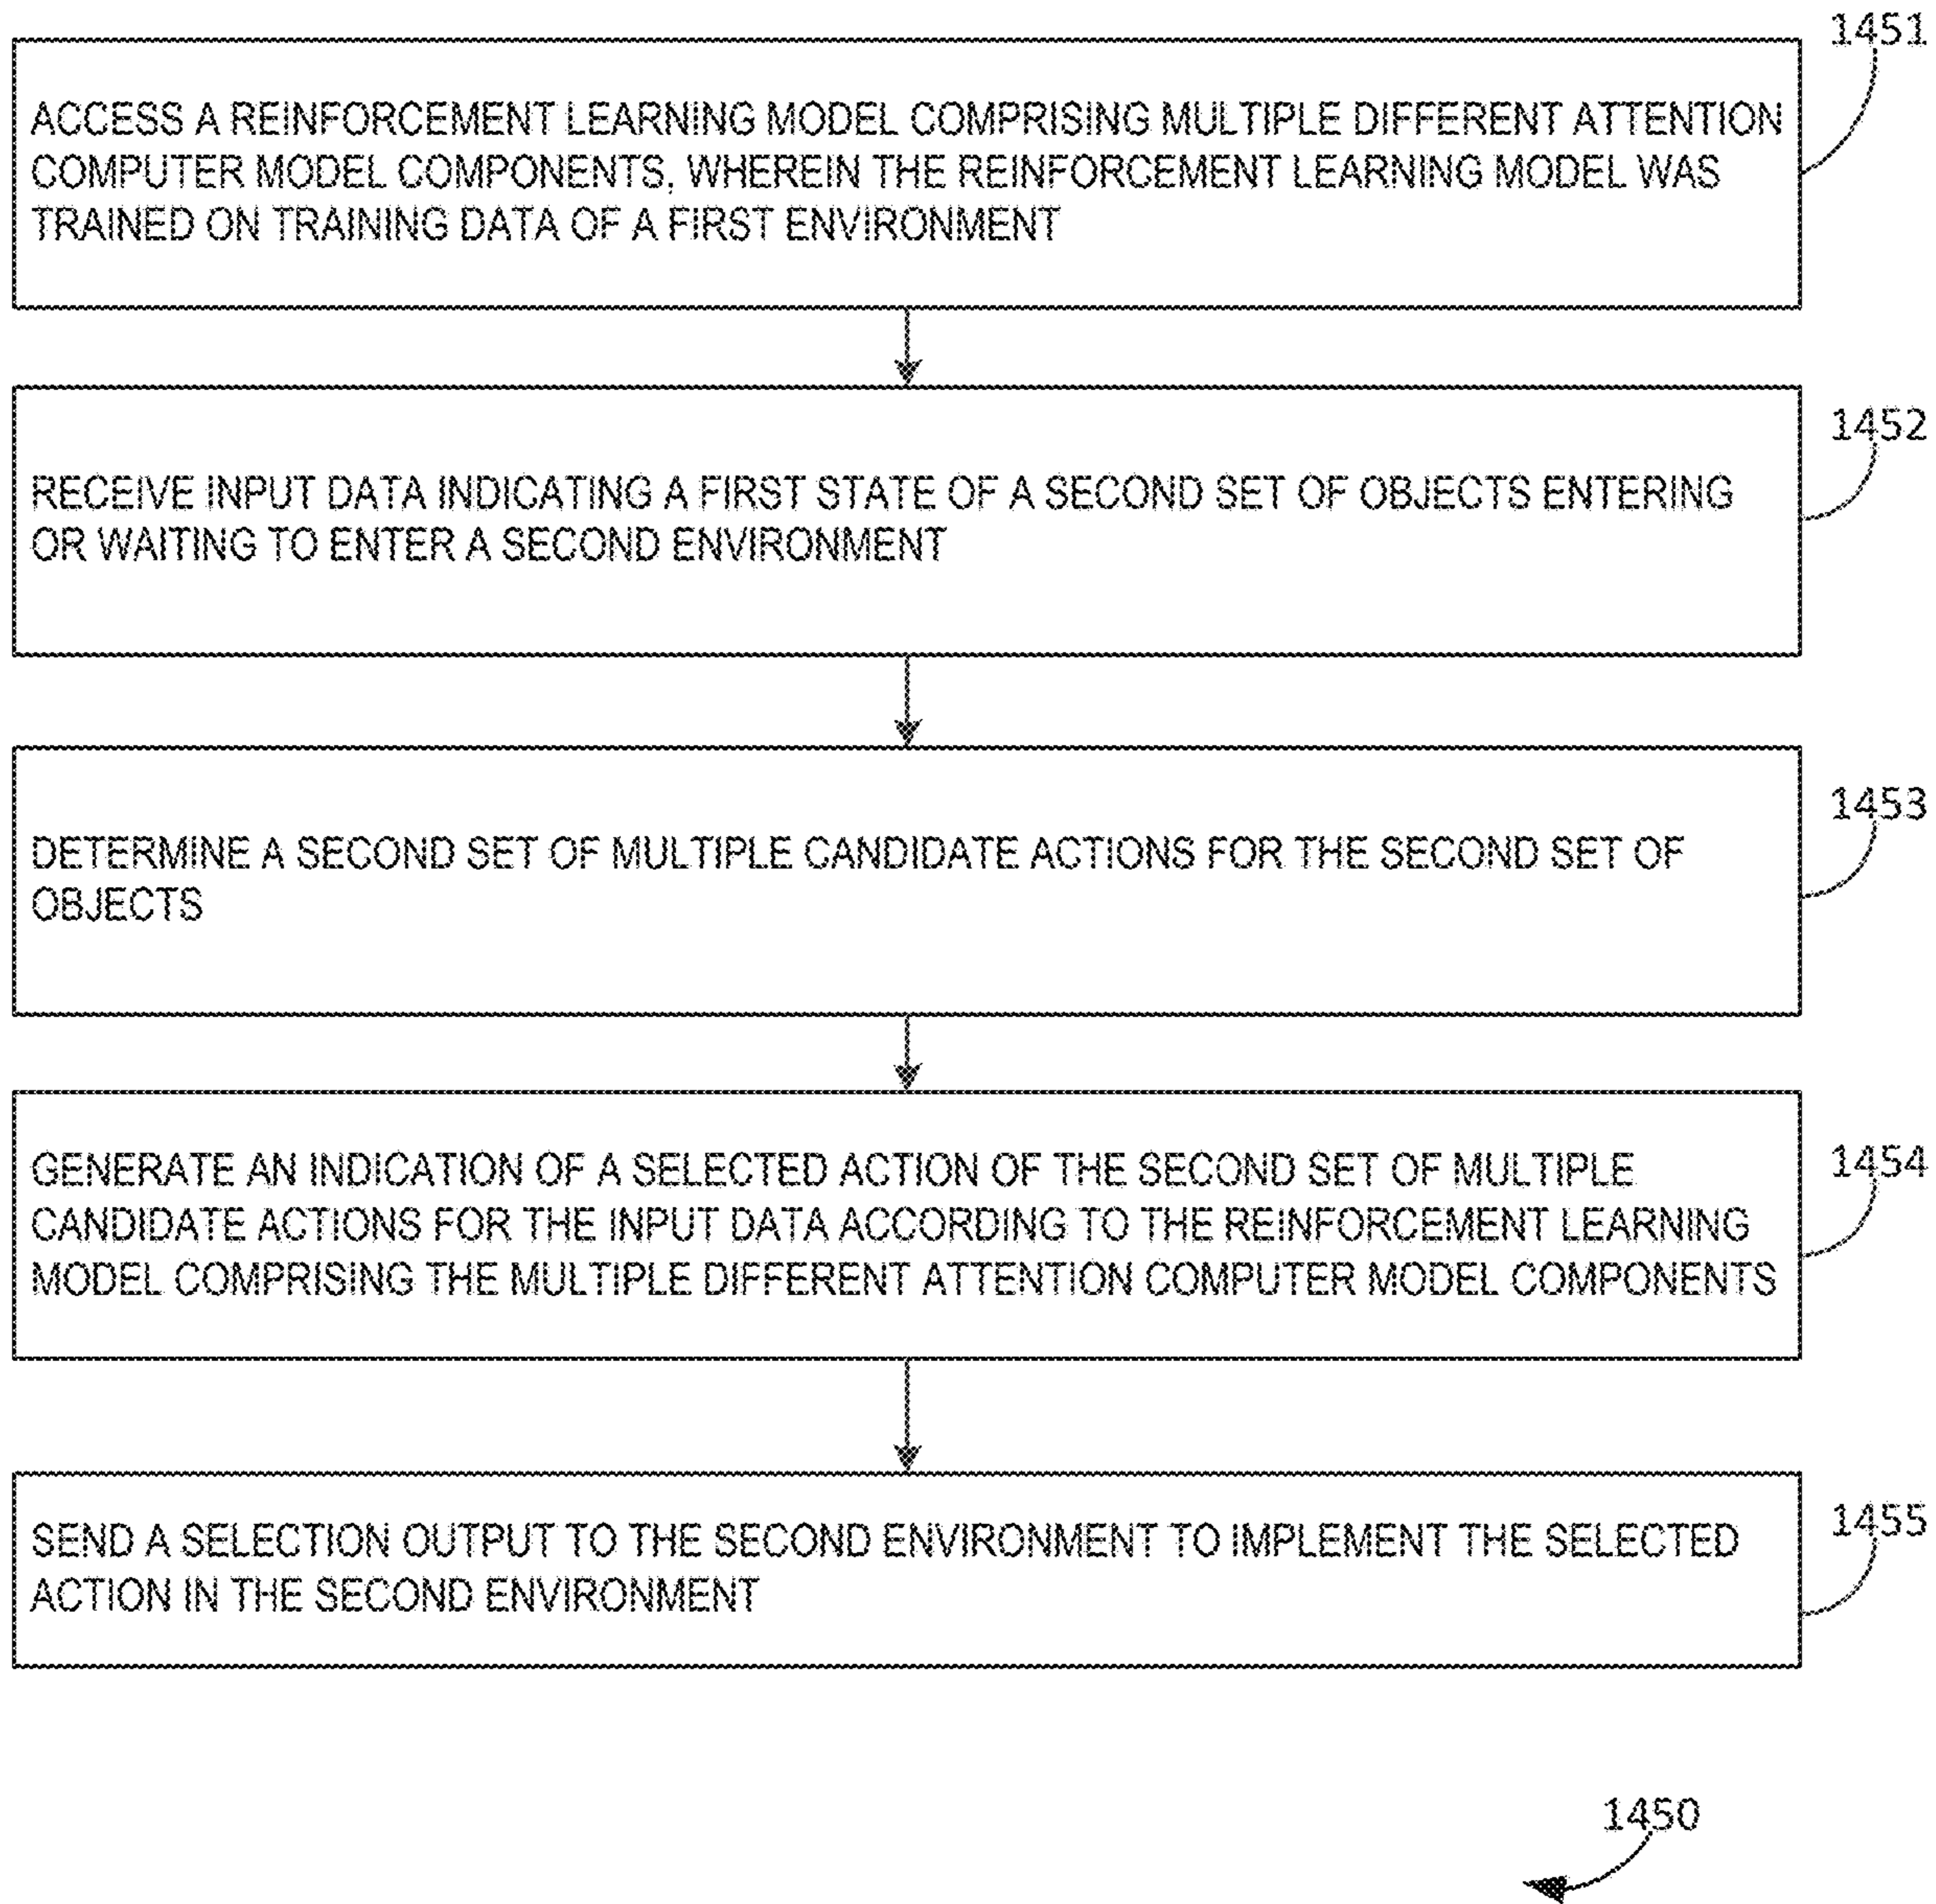 1451
ACCESS A REINFORCEMENT LEARNING MODEL COMPRISING MULTIPLE DIFFERENT ATTENTION
COMPUTER MODEL COMPONENTS, WHEREIN THE REINFORCEMENT LEARNING MODEL WAS
TRAINED ON TRAINING DATA OF A FIRST ENVIRONMENT
1452
RECEIVE INPUT DATA INDICATING A FIRST STATE OF A SECOND SET OF OBJECTS ENTERING
OR WAITING TO ENTER A SECOND ENVIRONMENT
1453
DETERMINE A SECOND SET OF MULTIPLE CANDIDATE ACTIONS FOR THE SECOND SET OF
OBJECTS
1454
GENERATE AN INDICATION OF A SELECTED ACTION OF THE SECOND SET OF MULTIPLE
CANDIDATE ACTIONS FOR THE INPUT DATA ACCORDING TO THE REINFORCEMENT LEARNING
MODEL COMPRISING THE MULTIPLE DIFFERENT ATTENTION COMPUTER MODEL COMPONENTS
1455
SEND A SELECTION OUTPUT TO THE SECOND ENVIRONMENT TO IMPLEMENT THE SELECTED
ACTION IN THE SECOND ENVIRONMENT
1450